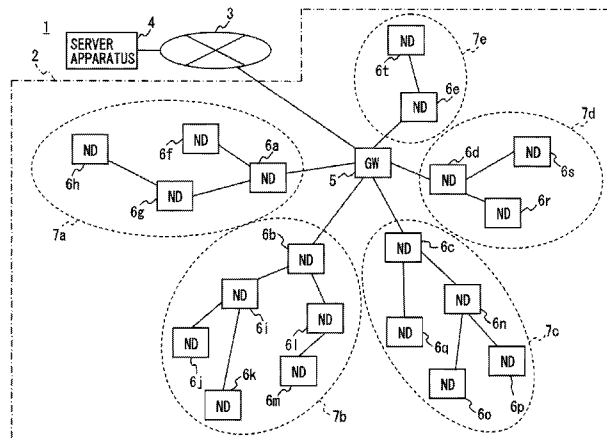 1
2
3
4
SERVER
APPARATUS
ND
6t
7e
ND
6e
7d
ND
6f
6a
ND
6h
ND
ND
6g
7a
GW
5
6d
ND
ND
6s
ND
6r
6b
ND
6c
ND
ND
6i
ND
6l
ND
6n
7c
ND
6j
ND
6k
ND
6m
7b
ND
6q
ND
6o
ND
6p